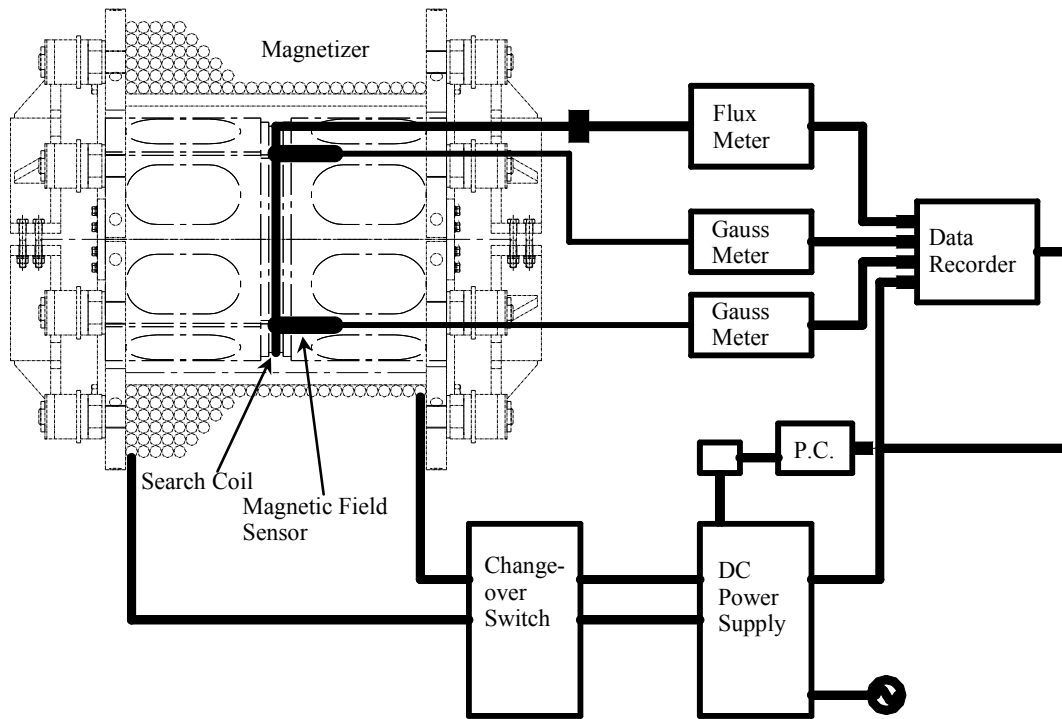 Magnetizer
Flux
Meter
Gauss
Meter
Data
Recorder
Gauss
Meter
P.C.
Search Coil
Magnetic Field
Sensor
Change-
over
Switch
DC
Power
Supply